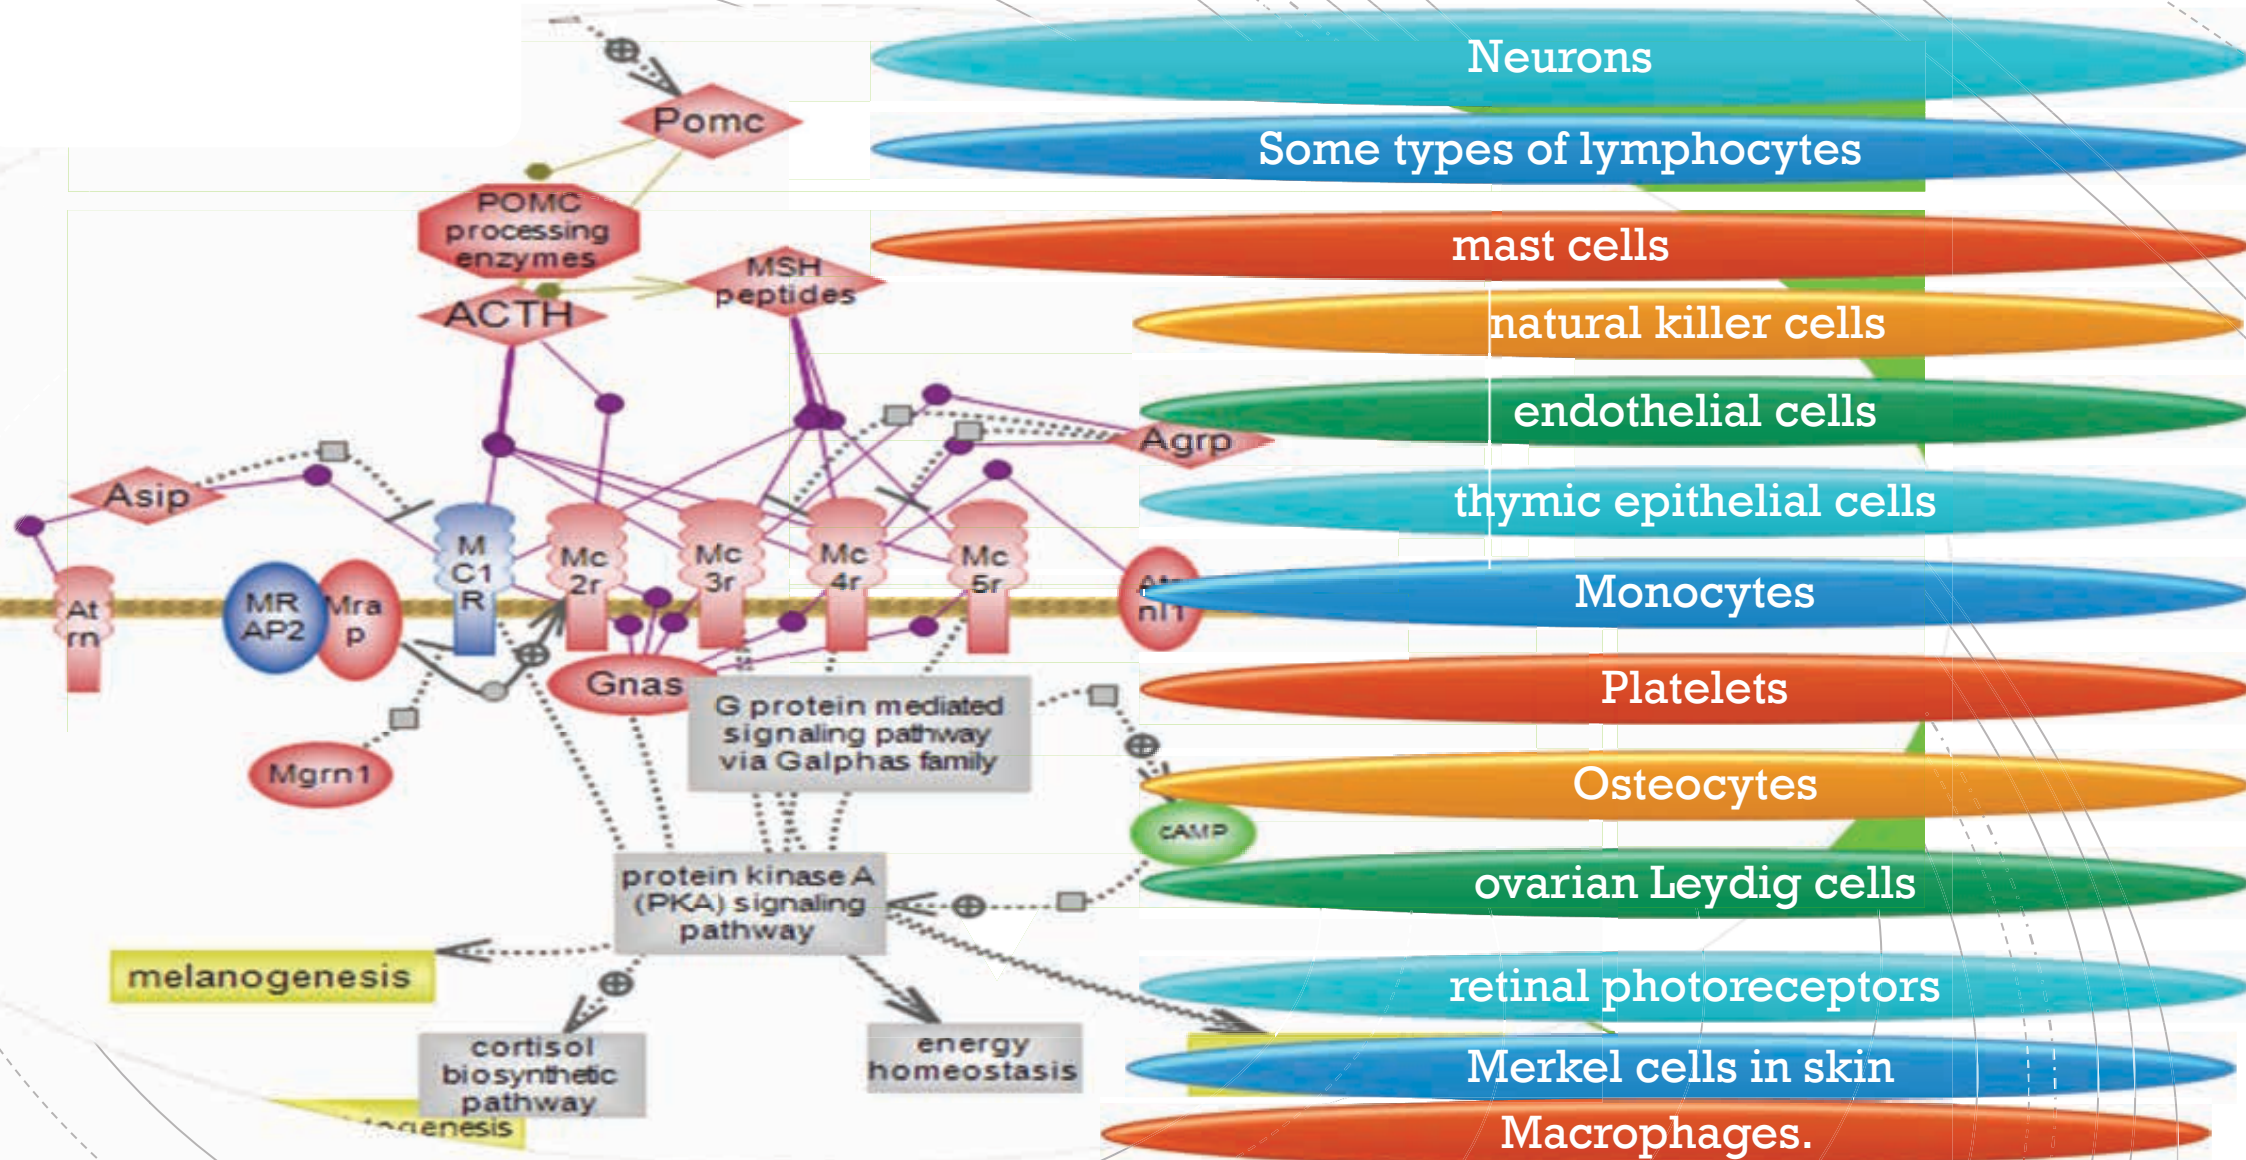 Neurons
Some types of lymphocytes
mast cells
natural killer cells
endothelial cells
thymic epithelial cells
Monocytes
Platelets
Osteocytes
ovarian Leydig cells
retinal photoreceptors
Merkel cells in skin
Macrophages.
Pomc
POMC
processing
enzymes
MSH
peptides
ACTH
Agrp
Asip
At
rn
MR
AP2
Mra
p
M
C1
R
Mc
2r
Mc
3r
Mc
4r
Mc
5r
nl1
Gnas
G protein mediated
signaling pathway
via Galphas family
Mgrn1
cAMP
protein kinase A
(PKA) signaling
pathway
melanogenesis
cortisol
biosynthetic
pathway
energy
homeostasis